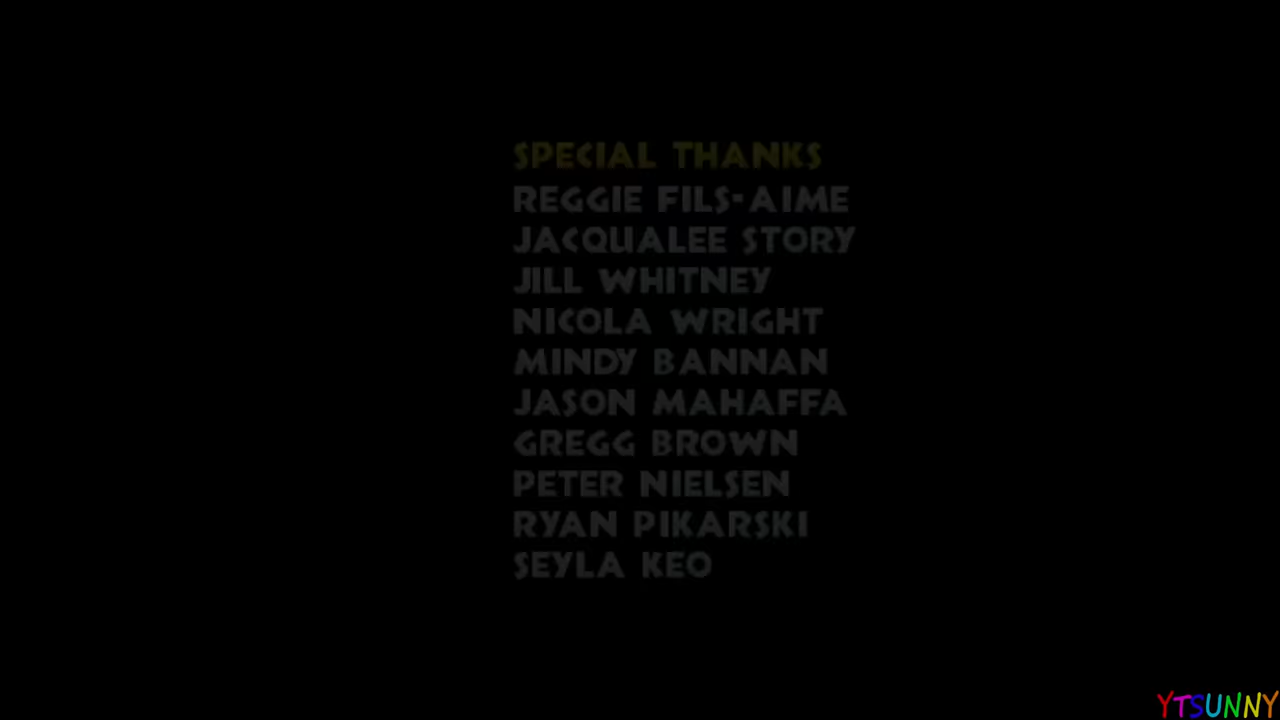 SPECIAL THANKS
REGGIE FILS-AIME
JACQUALEE STORY
JILL WHITNEY
NICOLA WRIGHT
MINDY BANNAN
JASON MAHAFFA
GREGG BROWN
PETER NIELSEN
RYAN PIKARSKI
SEYLA KEO
YTSUNNY